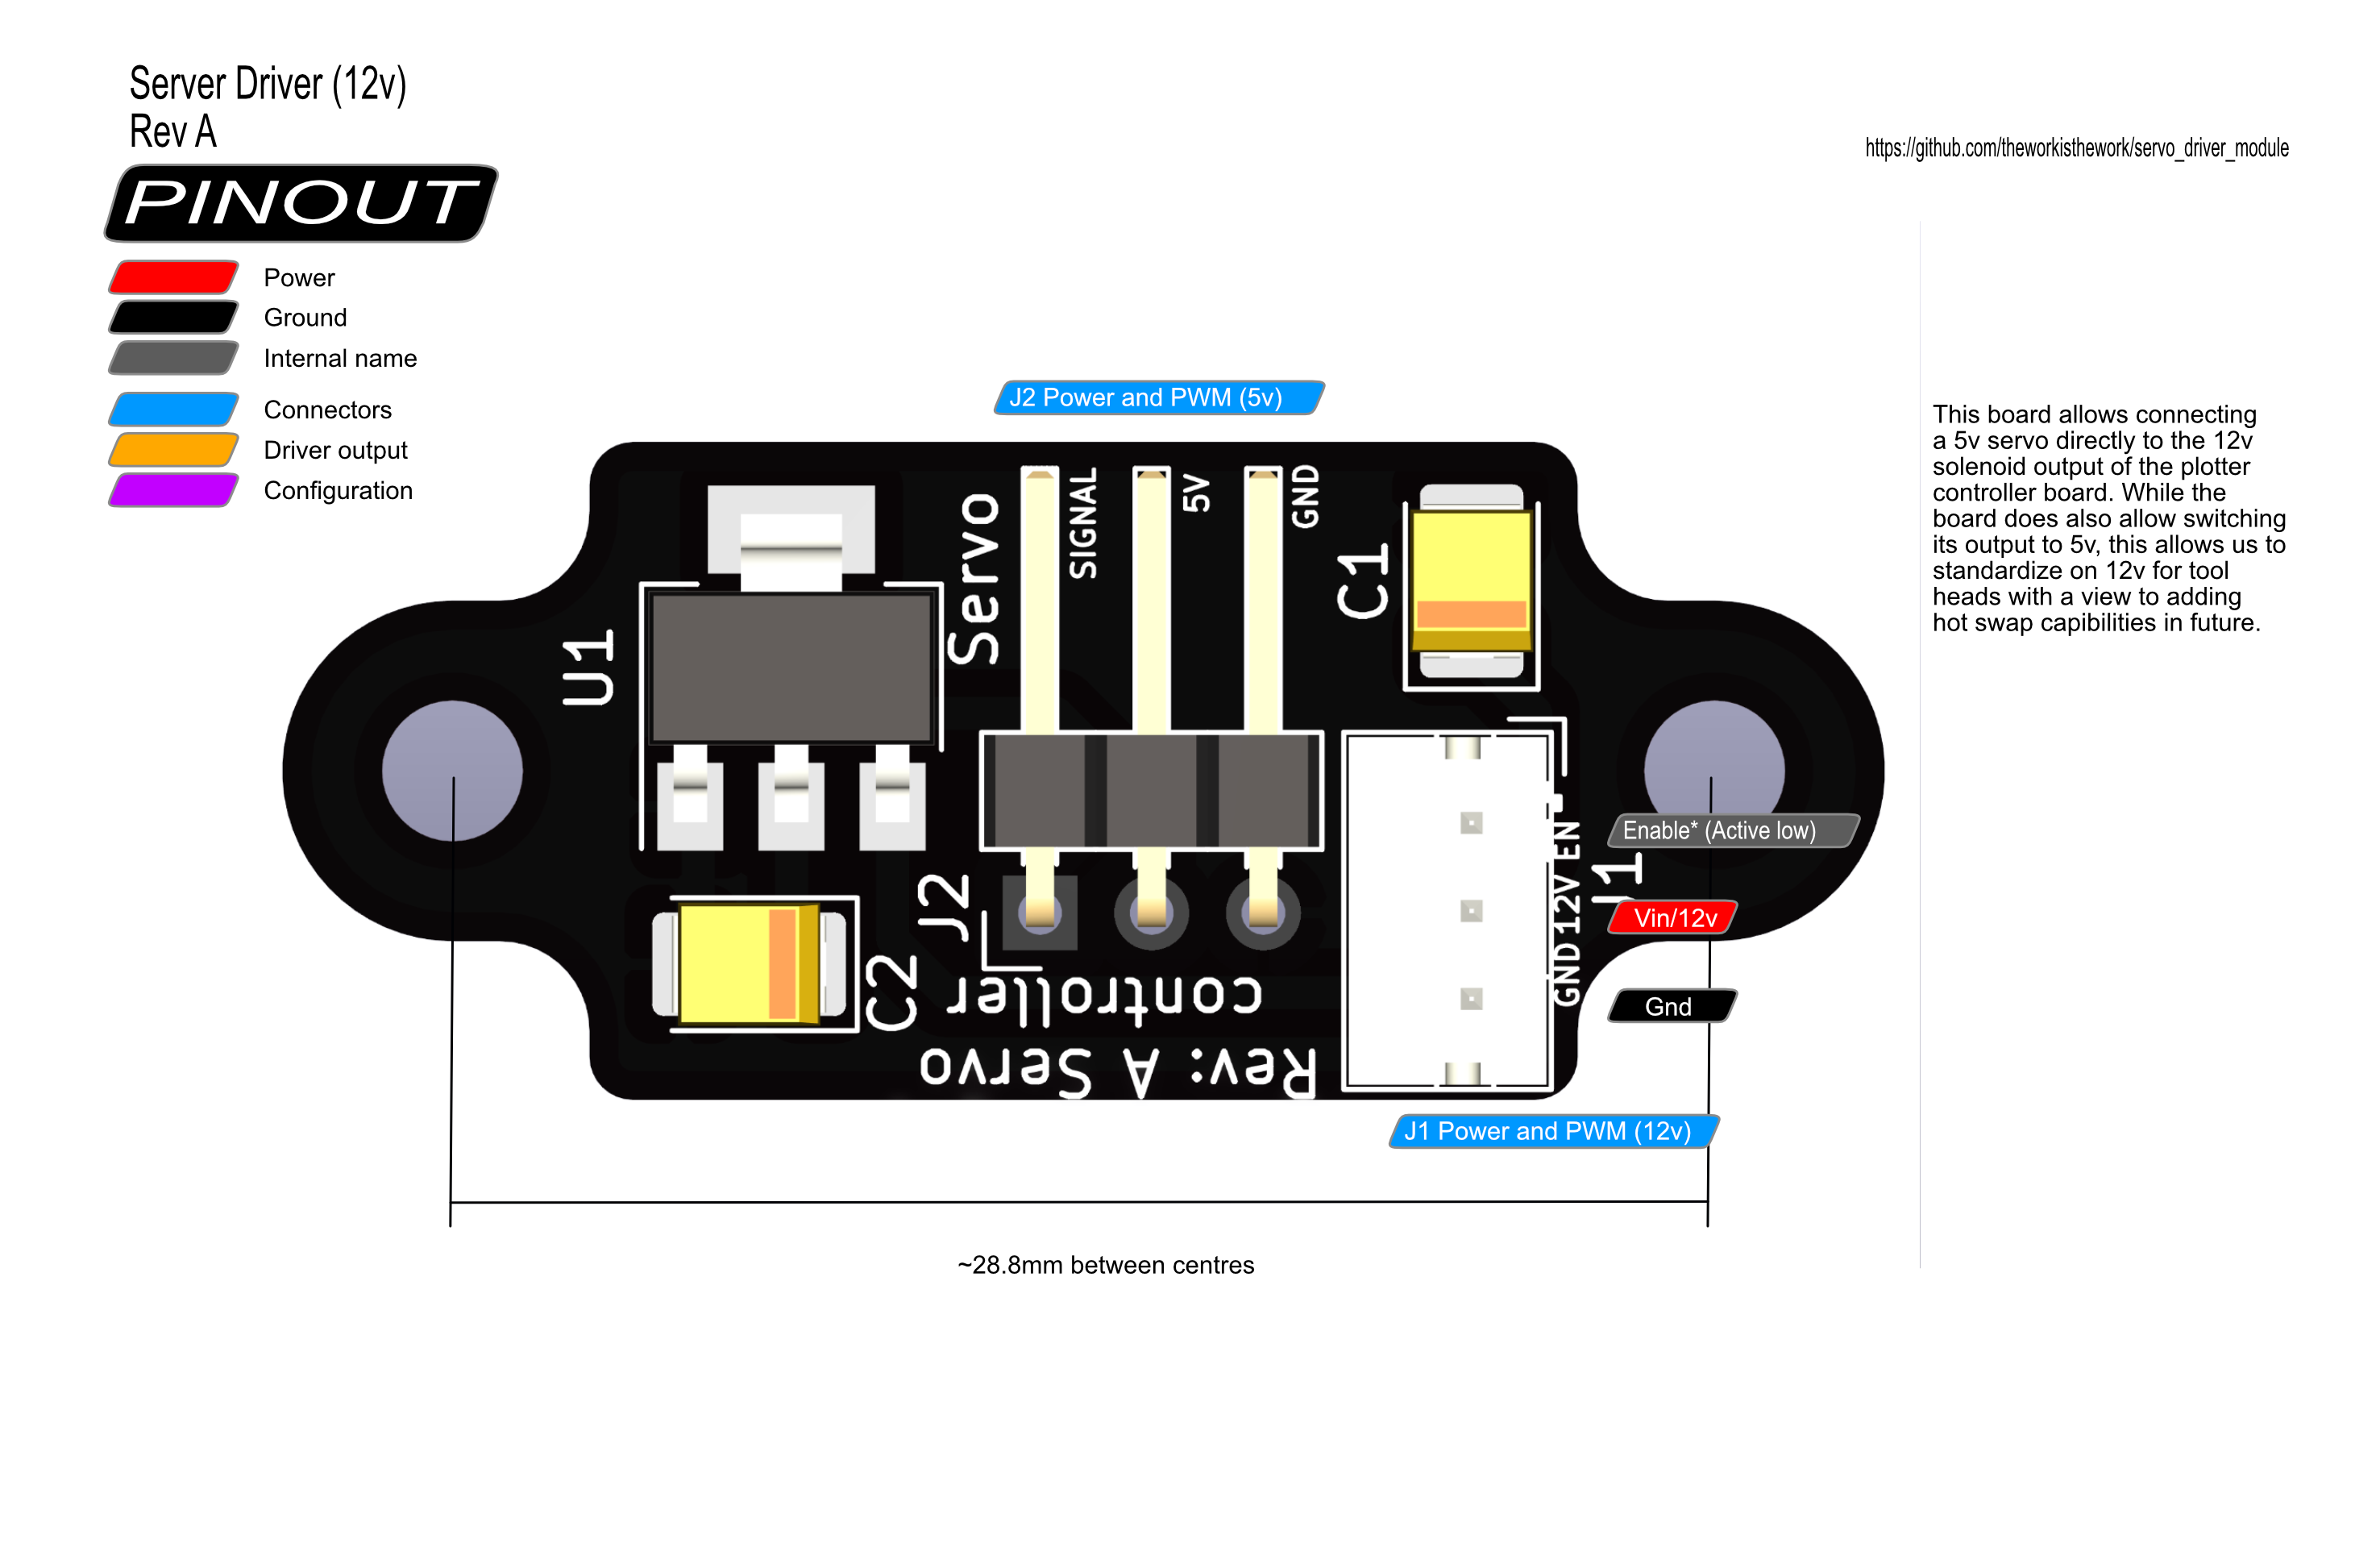 Server Driver (12v)
Rev A
https://github.com/theworkisthework/servo_driver_module
PINOUT
Power
Ground
Internal name
Connectors
Driver output
Configuration
J2 Power and PWM (5v)
This board allows connecting
a 5v servo directly to the 12v
solenoid output of the plotter
controller board. While the
board does also allow switching
its output to 5v, this allows us to
standardize on 12v for tool
heads with a view to adding
hot swap capibilities in future.
U1
Servo
SIGNAL
5V
GND
C1
J2
C2
Rev: A Servo
controller
GND 12V EN
J1
Enable* (Active low)
Vin/12v
Gnd
J1 Power and PWM (12v)
~28.8mm between centres